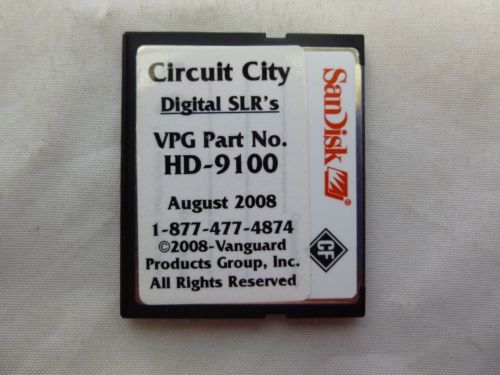 Circuit City
Digital SLR's
VPG Part No.
HD-9100
August 2008
1-877-477-4874
©2008-Vanguard
Products Group, Inc.
All Rights Reserved
SanDisk®
CF